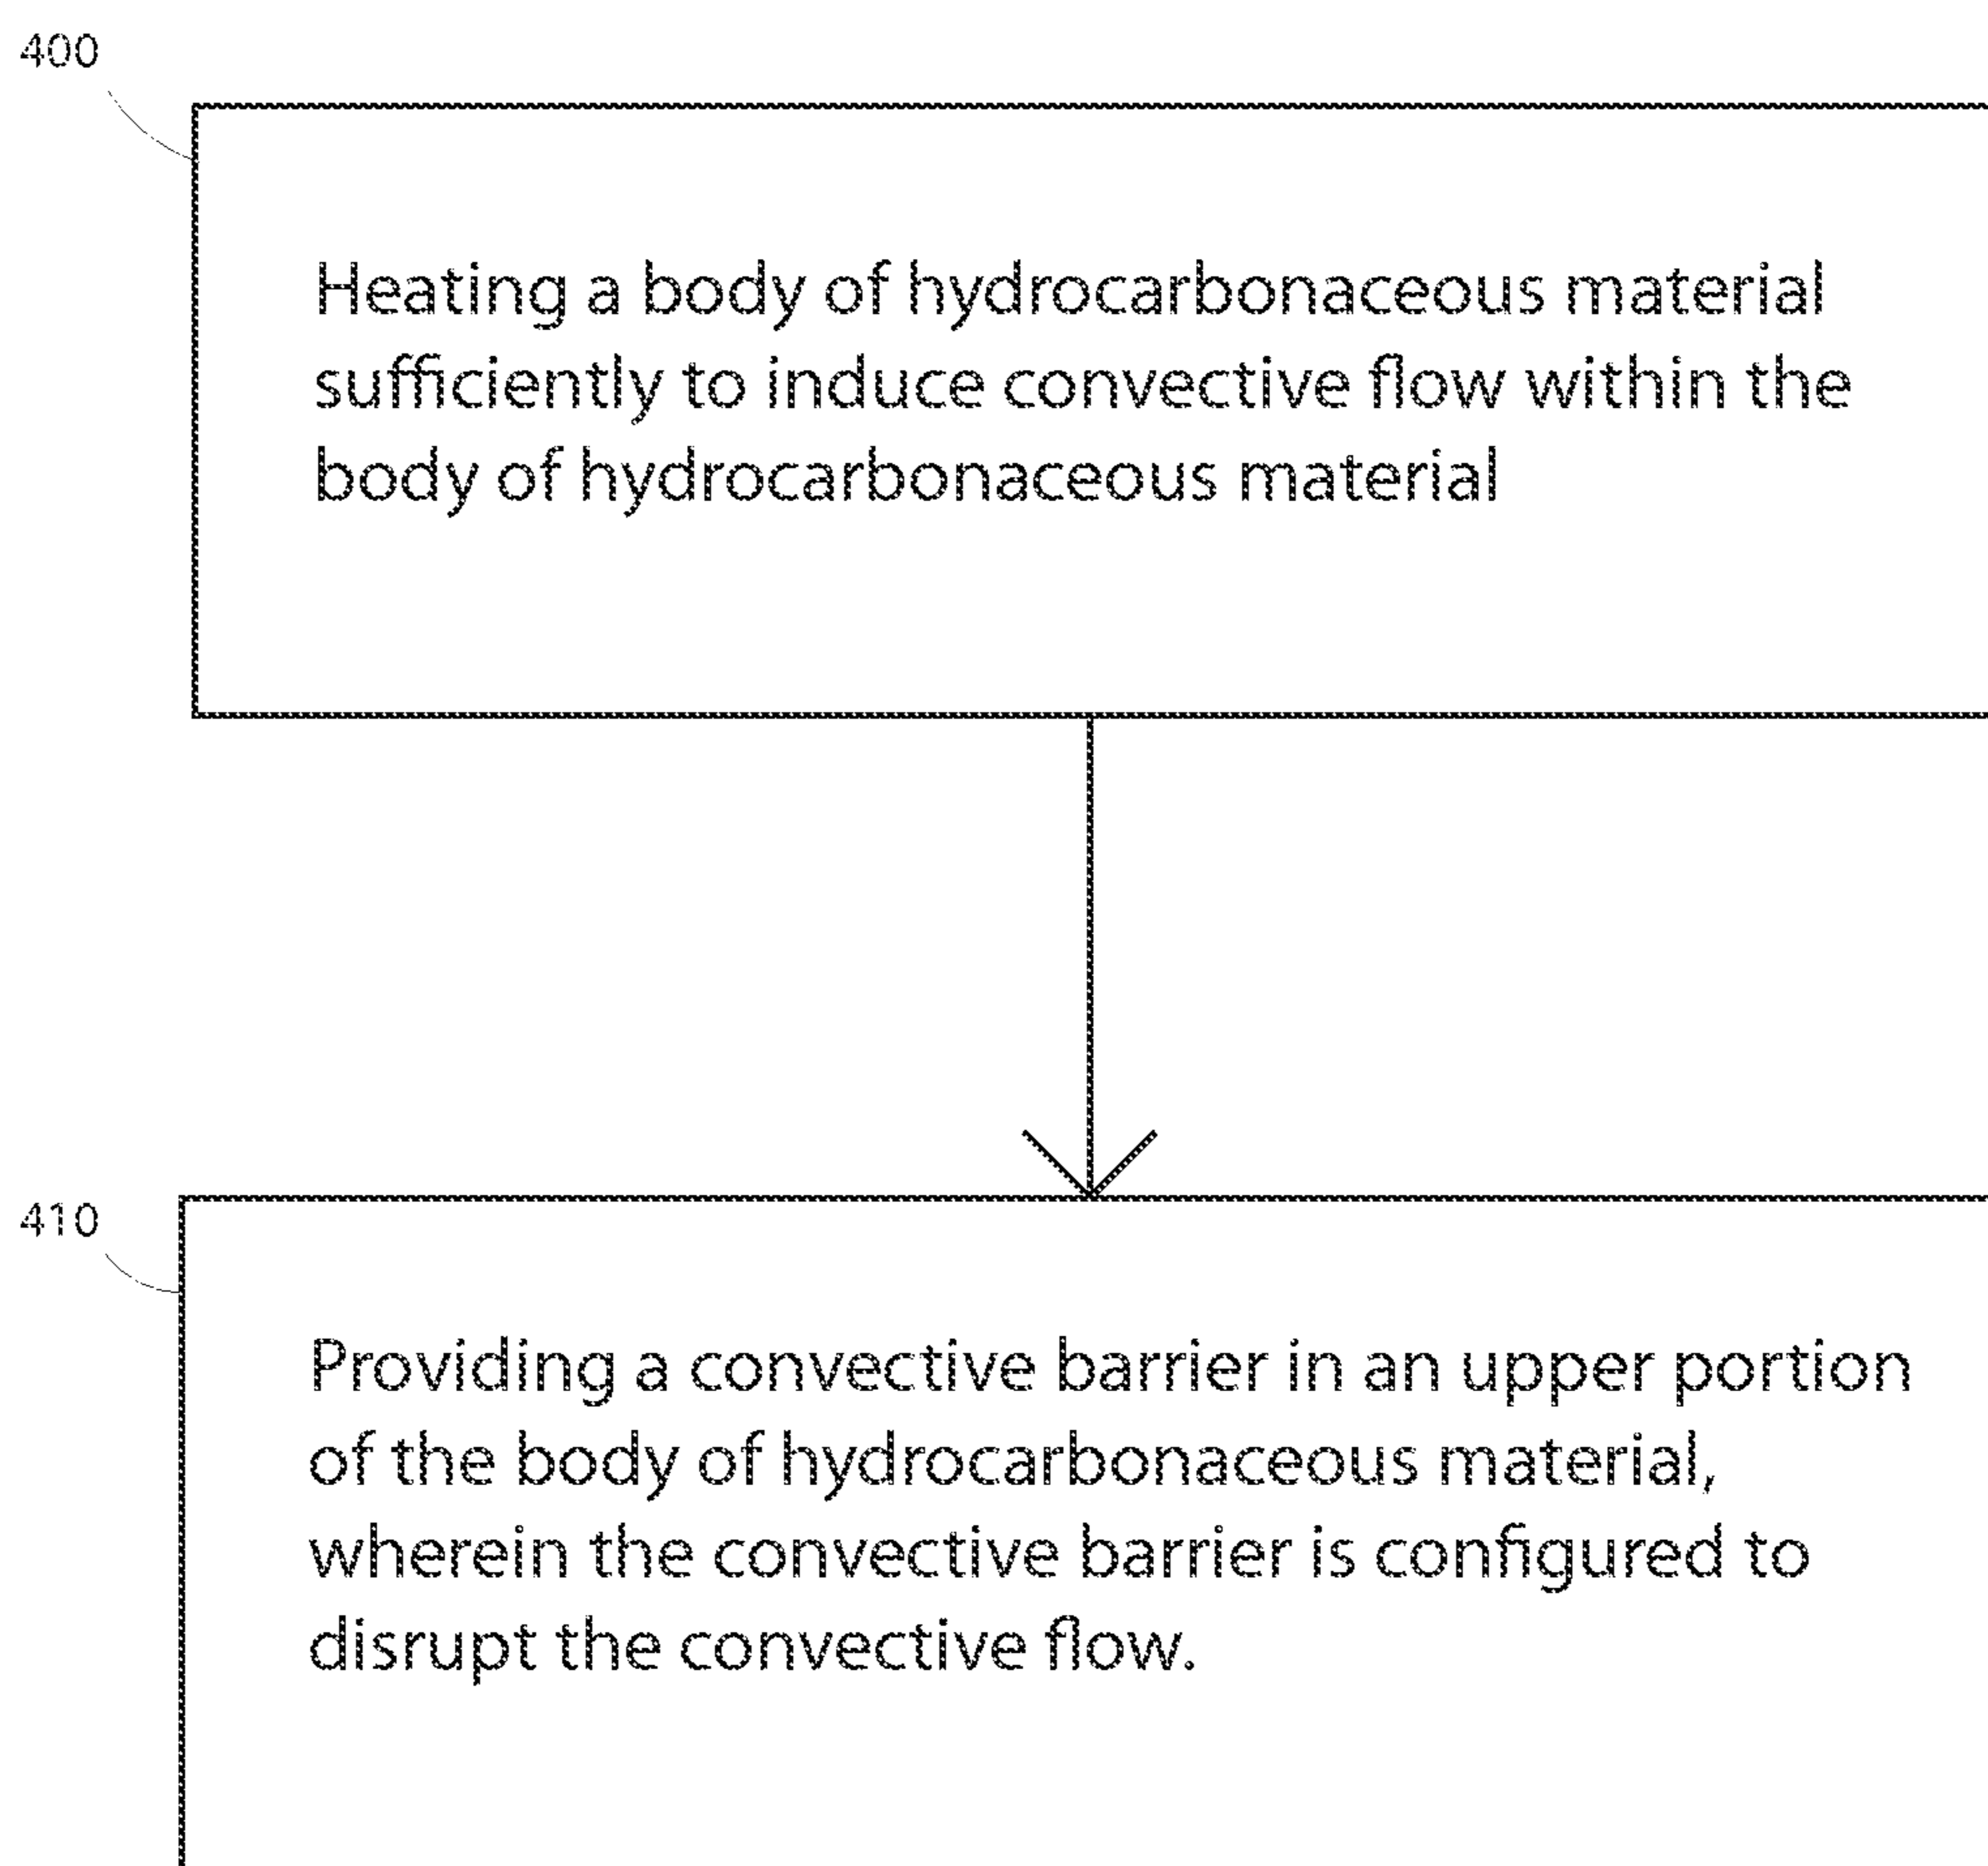 400
Heating a body of hydrocarbonaceous material
sufficiently to induce convective flow within the
body of hydrocarbonaceous material
410
Providing a convective barrier in an upper portion
of the body of hydrocarbonaceous material,
wherein the convective barrier is configured to
disrupt the convective flow.